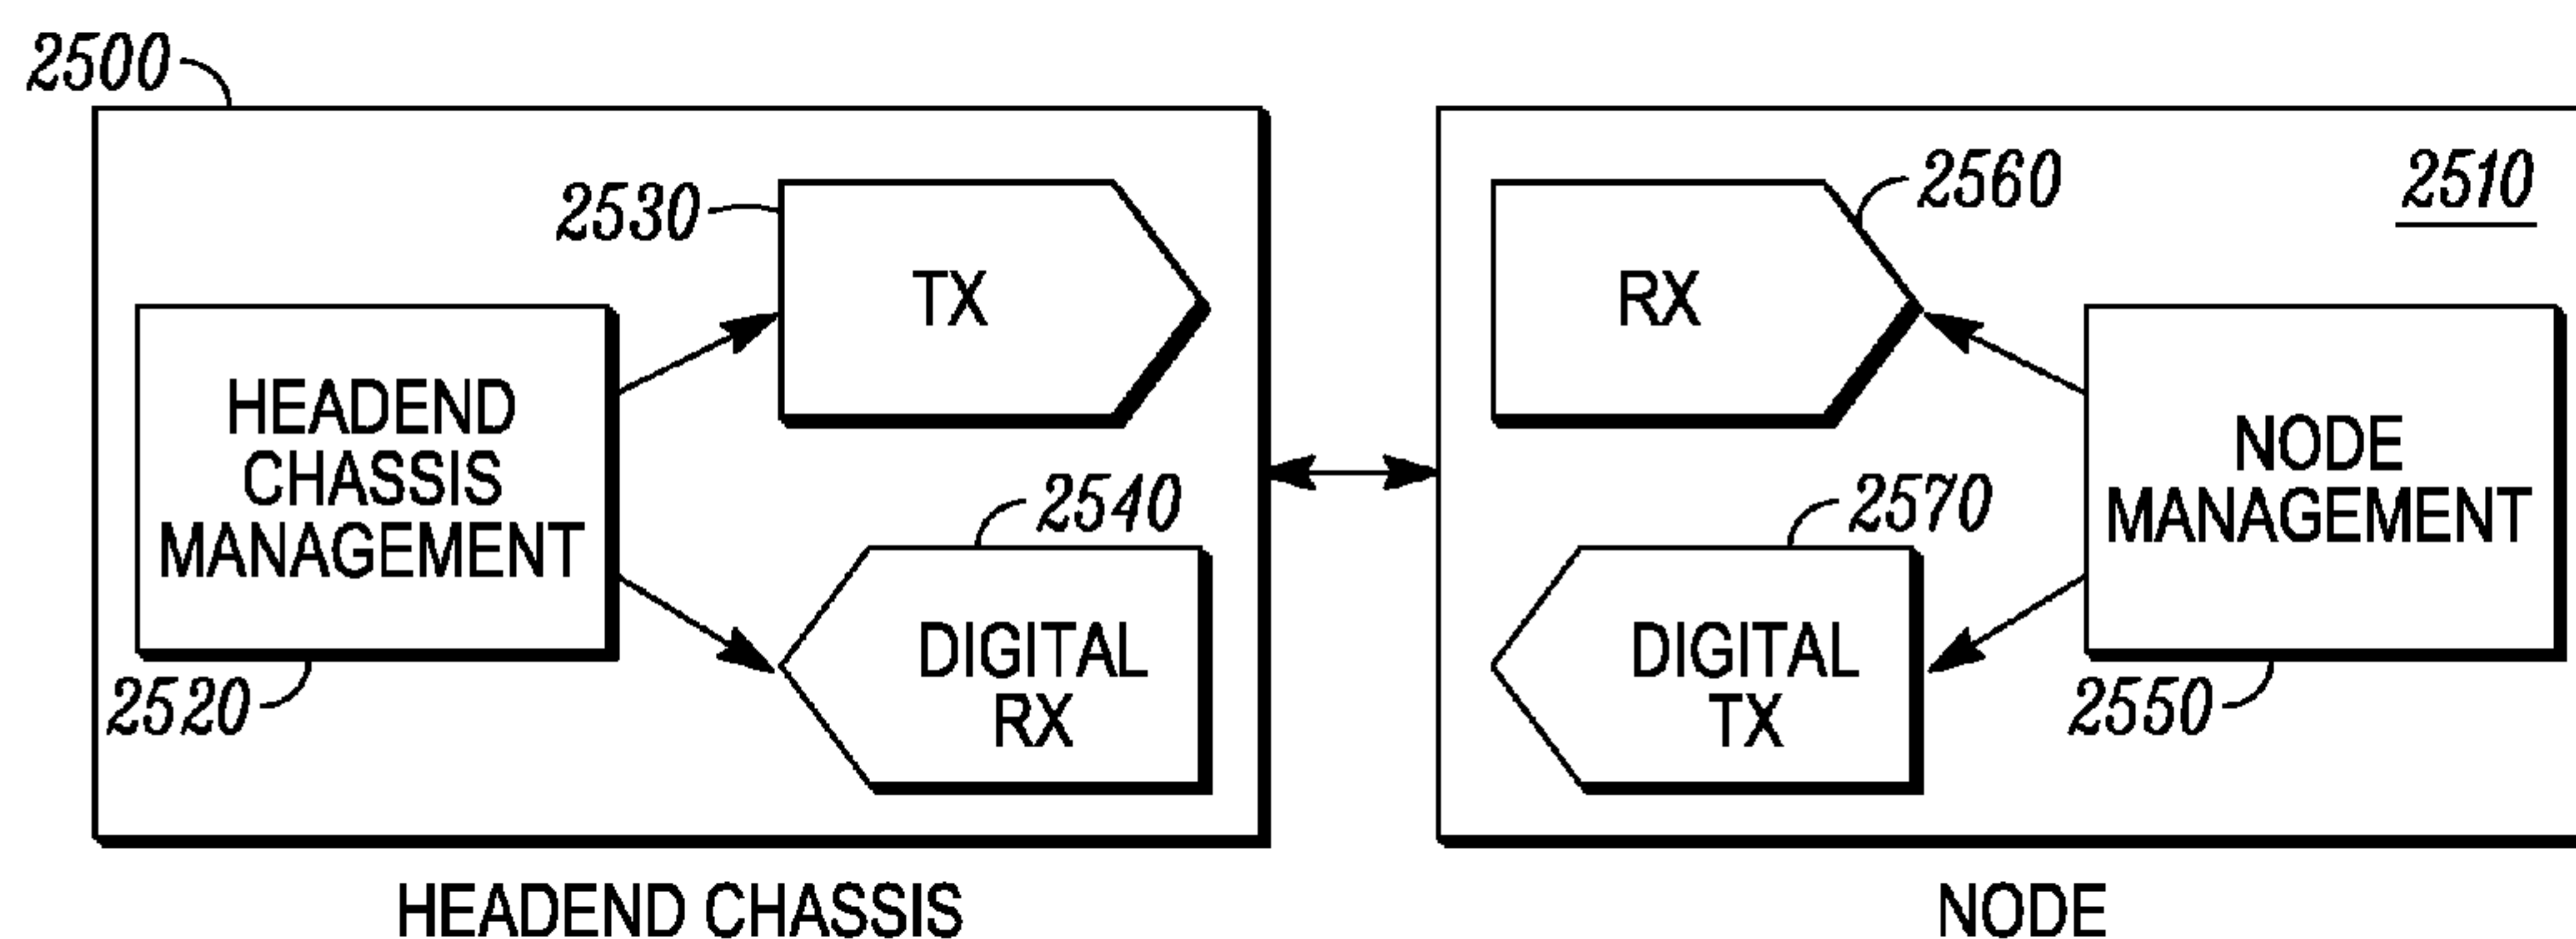 2500
2530
TX
2560
2510
RX
HEADEND
CHASSIS
MANAGEMENT
NODE
MANAGEMENT
2540
2570
DIGITAL
RX
DIGITAL
TX
2520
2550
HEADEND CHASSIS
NODE